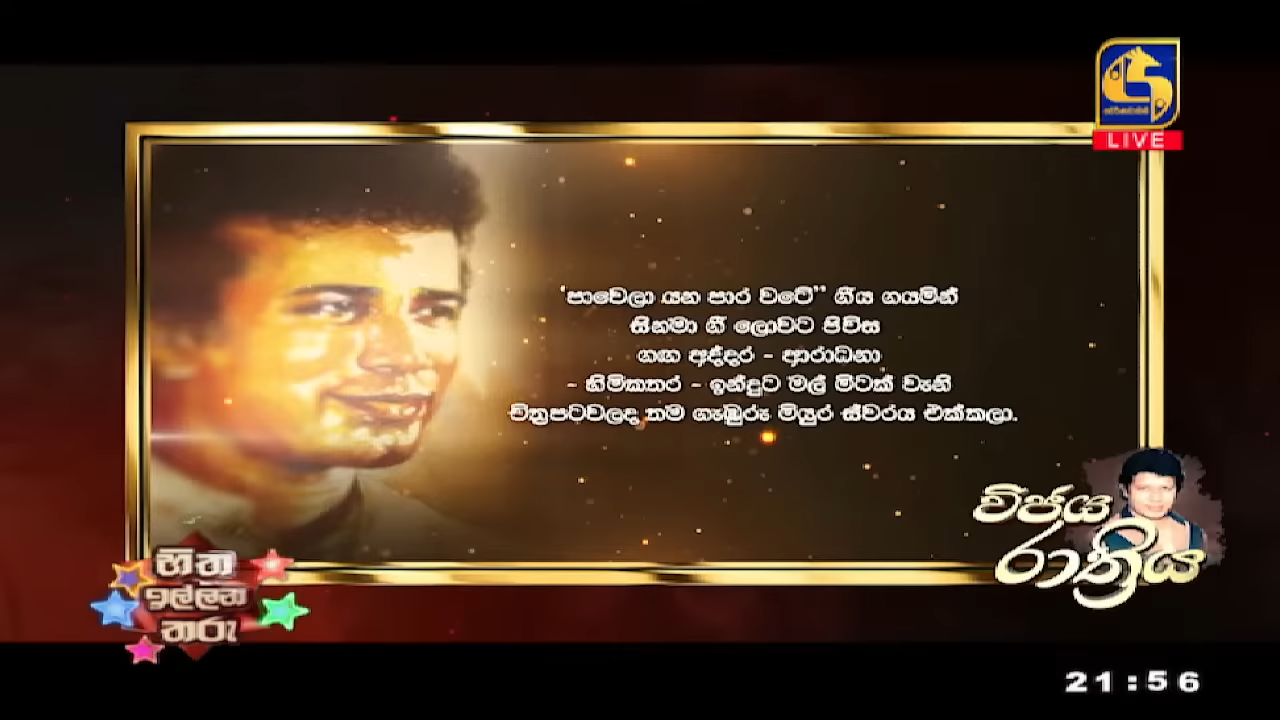 LIVE
‘පාවෙලා යන පාර වටේ’’ ගීය ගයමින්
සිනමා ගී ලොවට පිවිස
ගඟ අද්දර - ආරාධනා
- හිමිකතර - ඉන්දුට මල් මිටක් වැනි
චිත්‍රපටවලද තම ගැඹුරු මියුර ස්වරය එක්කලා.
විජය
රාත්‍රිය
හිත
ඉල්ලන
තරු
21:56